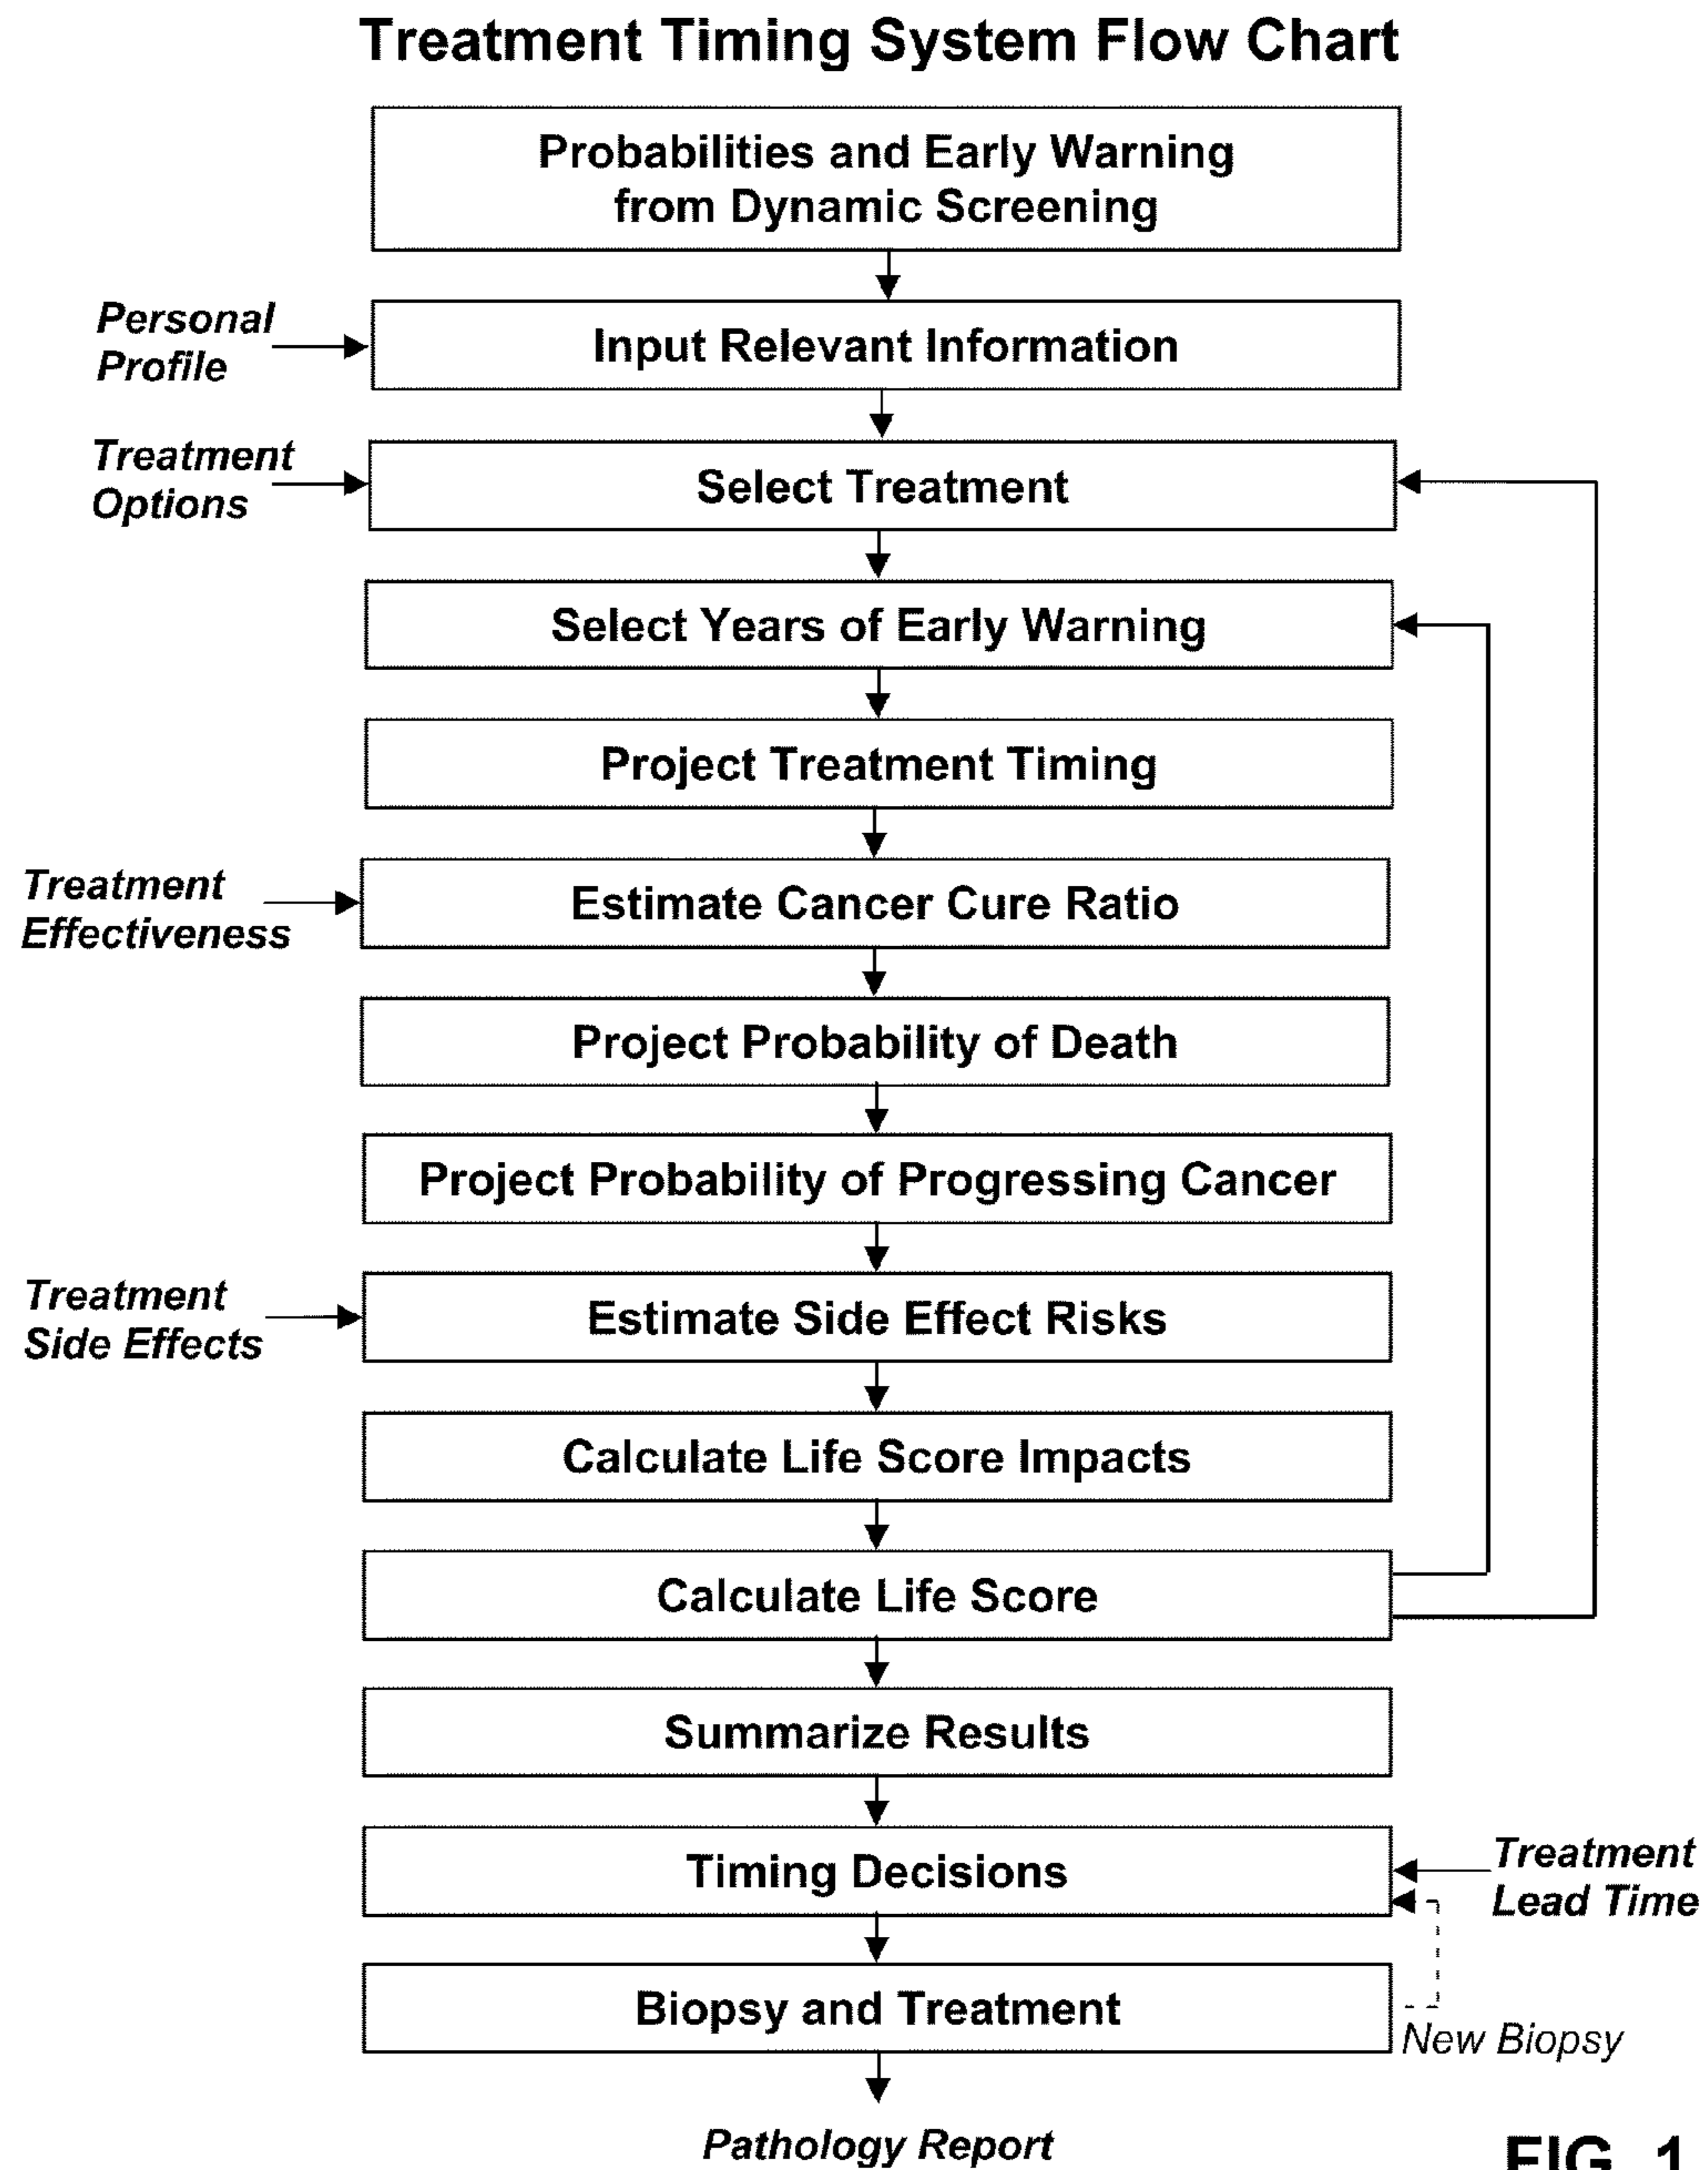 Treatment Timing System Flow Chart
Probabilities and Early Warning
from Dynamic Screening
Personal
Profile
Input Relevant Information
Treatment
Options
Select Treatment
Select Years of Early Warning
Project Treatment Timing
Treatment
Effectiveness
Estimate Cancer Cure Ratio
Project Probability of Death
Project Probability of Progressing Cancer
Treatment
Side Effects
Estimate Side Effect Risks
Calculate Life Score Impacts
Calculate Life Score
Summarize Results
Timing Decisions
Treatment
Lead Time
Biopsy and Treatment
New Biopsy
Pathology Report
FIG. 1